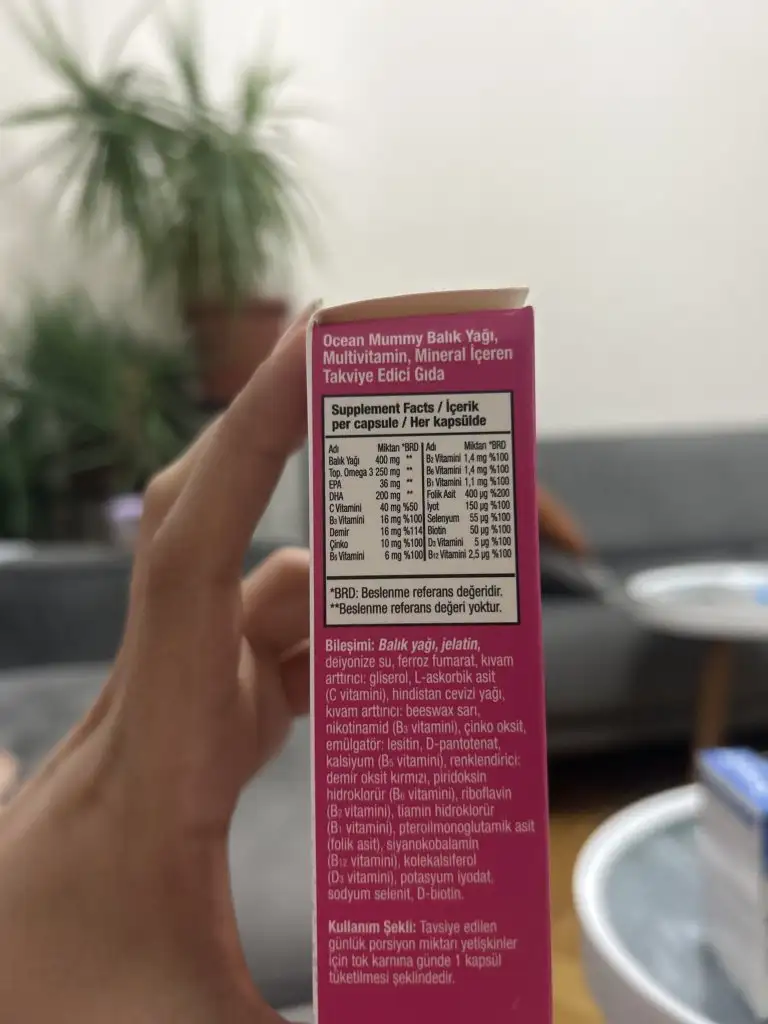 Ocean Mummy Balık Yağı,
Multivitamin, Mineral İçeren
Takviye Edici Gıda
Supplement Facts / İçerik
per capsule / Her kapsülde
Adı Miktarı *BRD
Balık Yağı 400 mg **
Top. Omega 3 250 mg **
EPA 36 mg **
DHA 200 mg **
C Vitamini 40 mg %50
B3 Vitamini 16 mg %100
Demir 16 mg %114
Çinko 10 mg %100
B5 Vitamini 6 mg %100
Adı Miktarı *BRD
B2 Vitamini 1,4 mg %100
B6 Vitamini 1,4 mg %100
B1 Vitamini 1,1 mg %100
Folik Asit 400 µg %200
İyot 150 µg %100
Selenyum 55 µg %100
Biotin 50 µg %100
D3 Vitamini 5 µg %100
B12 Vitamini 2,5 µg %100
*BRD: Beslenme referans değeridir.
**Beslenme referans değeri yoktur.
Bileşimi: Balık yağı, jelatin,
deiyonize su, ferroz fumarat, kıvam
arttırıcı: gliserol, L-askorbik asit
(C vitamini), hindistan cevizi yağı,
kıvam arttırıcı: beeswax sarı,
nikotinamid (B3 vitamini), çinko oksit,
emülgatör: lesitin, D-pantotenat,
kalsiyum (B5 vitamini), renklendirici:
demir oksit kırmızı, piridoksin
hidroklorür (B6 vitamini), riboflavin
(B2 vitamini), tiamin hidroklorür
(B1 vitamini), pteroilmonoglutamik asit
(folik asit), siyanokobalamin
(B12 vitamini), kolekalsiferol
(D3 vitamini), potasyum iyodat,
sodyum selenit, D-biotin.
Kullanım Şekli: Tavsiye edilen
günlük porsiyon miktarı yetişkinler
için tok karnına günde 1 kapsül
tüketilmesi şeklindedir.